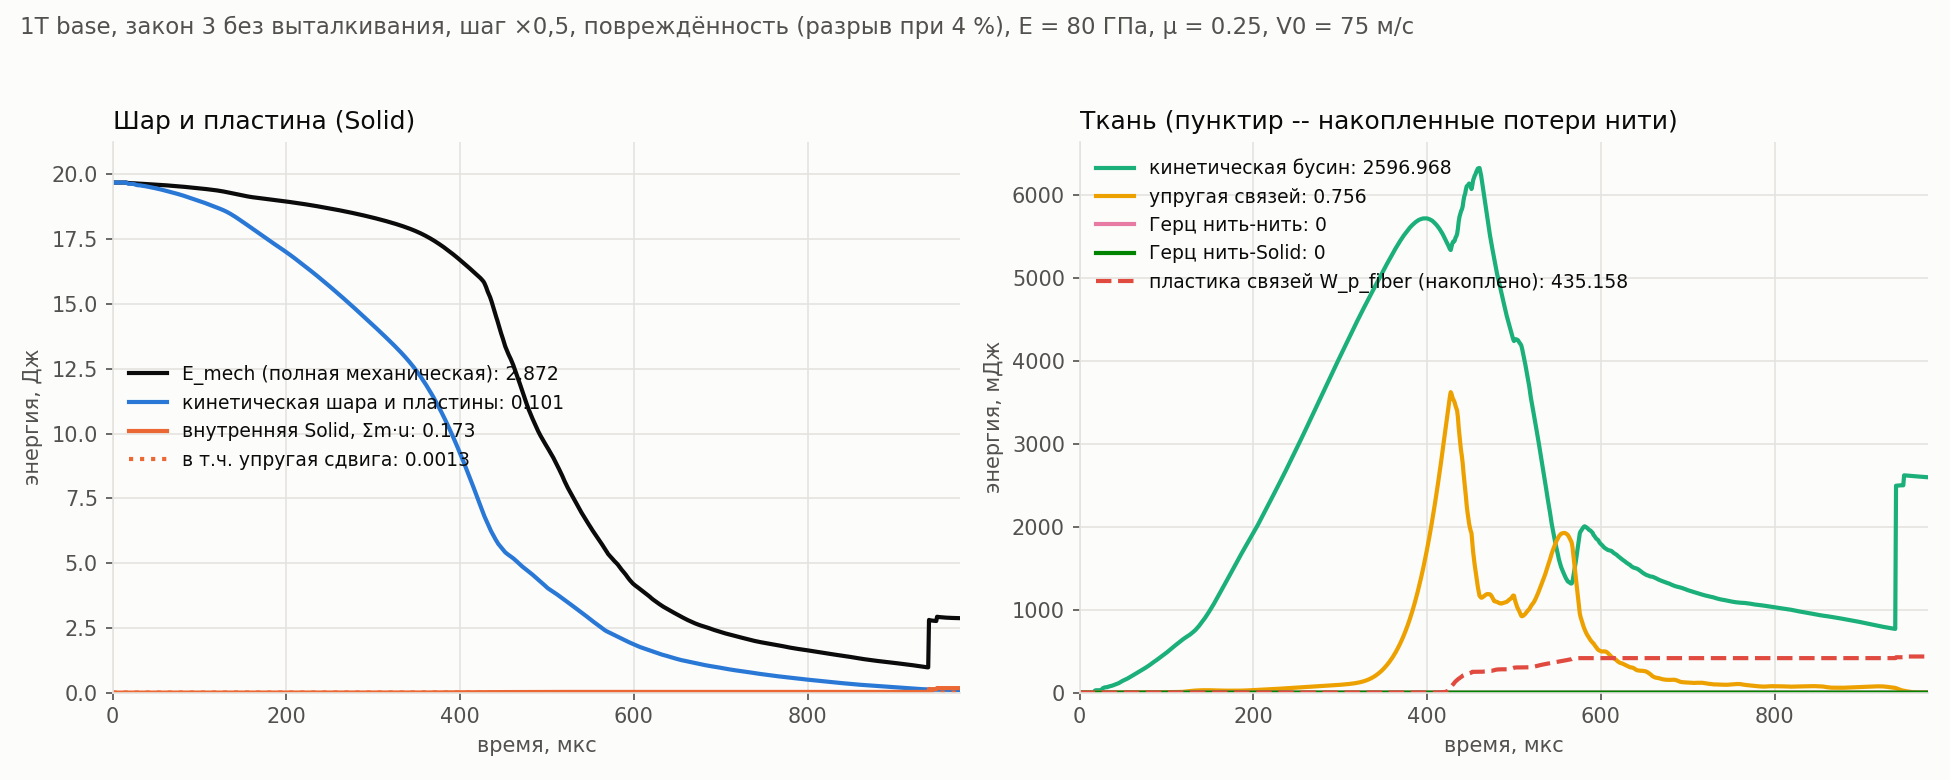 1T base, закон 3 без выталкивания, шаг ×0,5, повреждённость (разрыв при 4 %), E = 80 ГПа, μ = 0.25, V0 = 75 м/с
Шар и пластина (Solid)
энергия, Дж
20.0
17.5
15.0
12.5
10.0
7.5
5.0
2.5
0.0
E_mech (полная механическая): 2.872
кинетическая шара и пластины: 0.101
внутренняя Solid, Σm·u: 0.173
в т.ч. упругая сдвига: 0.0013
0 200 400 600 800
время, мкс
Ткань (пунктир -- накопленные потери нити)
энергия, мДж
6000
5000
4000
3000
2000
1000
0
кинетическая бусин: 2596.968
упругая связей: 0.756
Герц нить-нить: 0
Герц нить-Solid: 0
пластика связей W_p_fiber (накоплено): 435.158
0 200 400 600 800
время, мкс